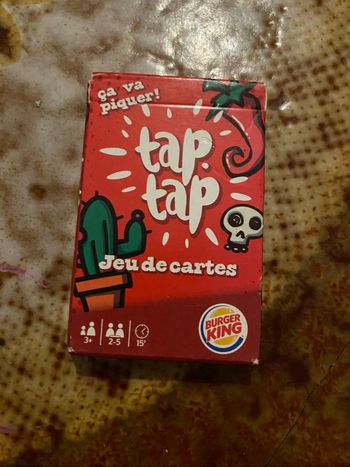 ça va
piquer!
tap
tap
Jeu de cartes
BURGER
KING
3+
2-5
15'